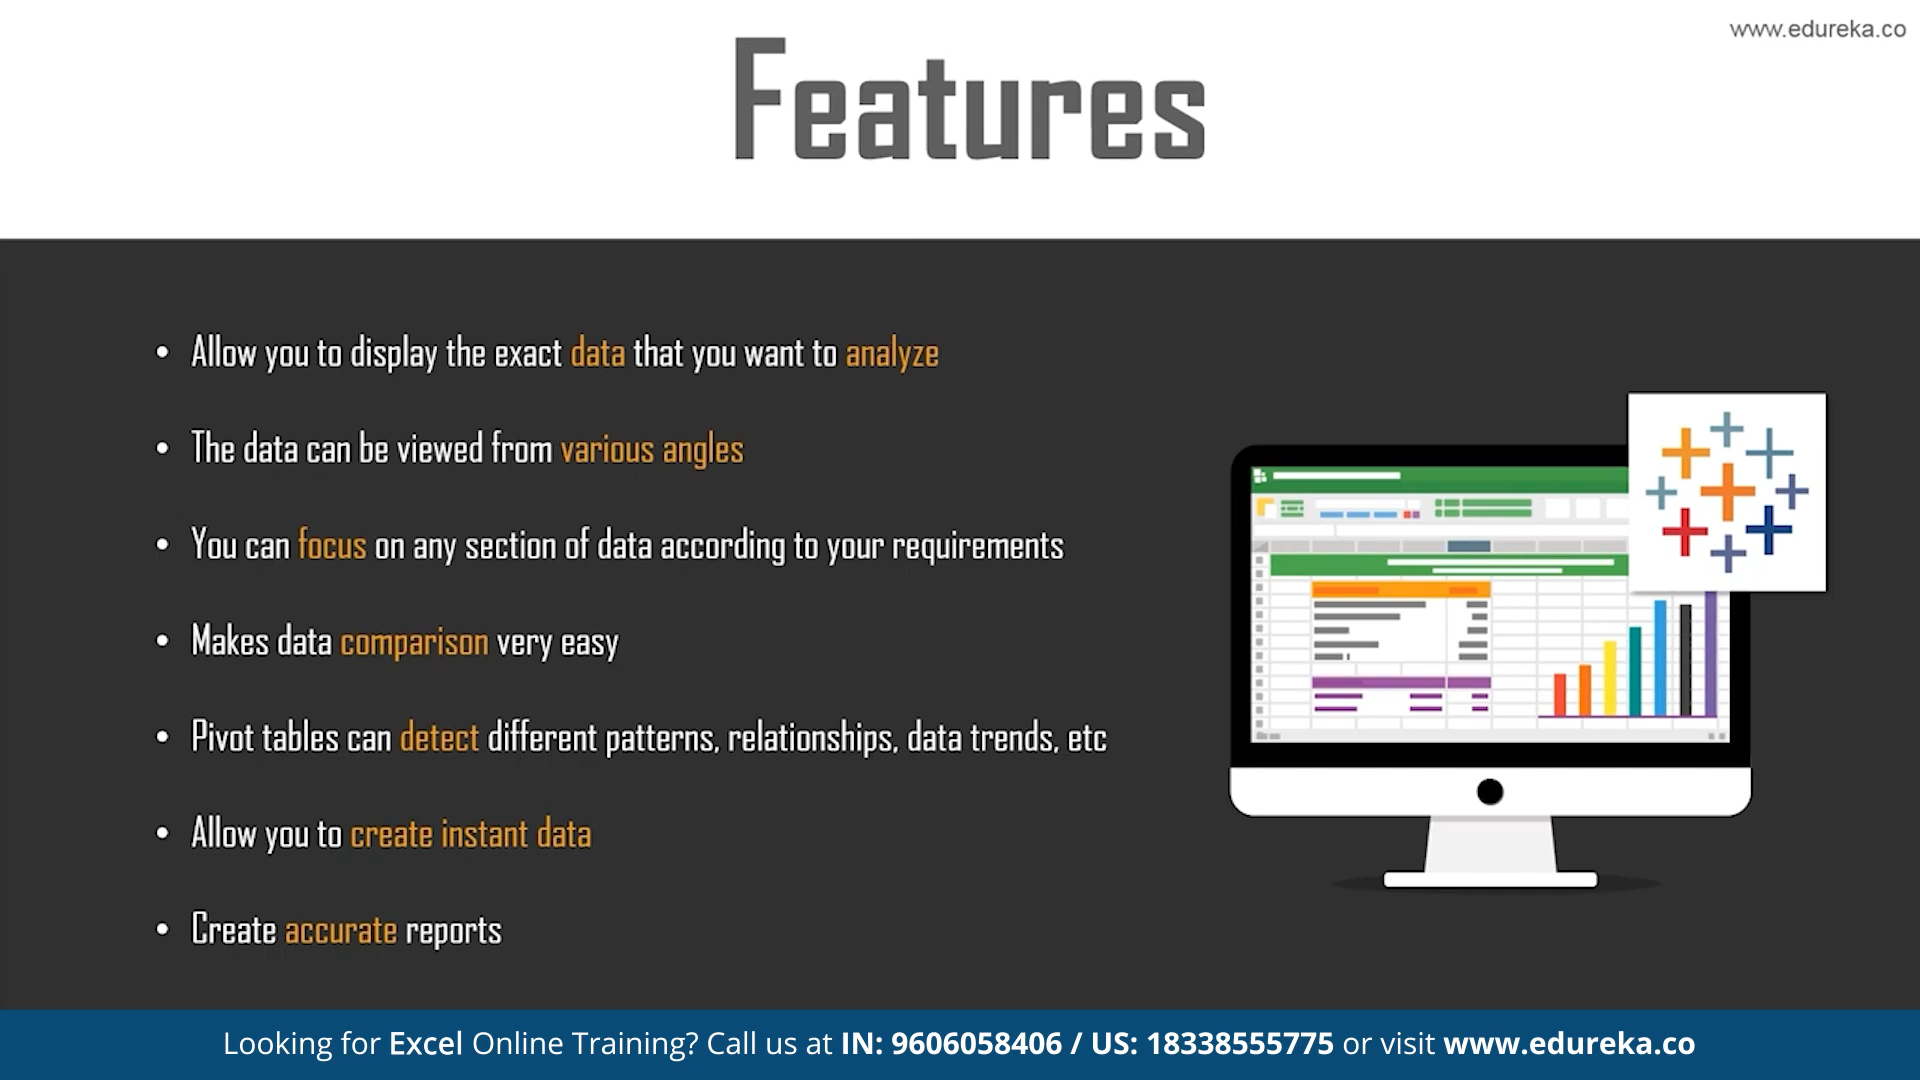 www.edureka.co
Features
• Allow you to display the exact data that you want to analyze
• The data can be viewed from various angles
• You can focus on any section of data according to your requirements
• Makes data comparison very easy
• Pivot tables can detect different patterns, relationships, data trends, etc
• Allow you to create instant data
• Create accurate reports
Looking for Excel Online Training? Call us at IN: 9606058406 / US: 18338555775 or visit www.edureka.co